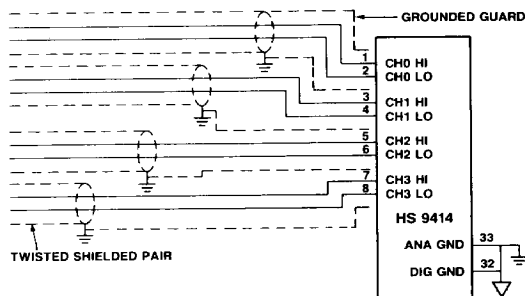 GROUNDED GUARD
1 CH0 HI
2 CH0 LO
3 CH1 HI
4 CH1 LO
5 CH2 HI
6 CH2 LO
7 CH3 HI
8 CH3 LO
HS 9414
ANA GND 33
DIG GND 32
TWISTED SHIELDED PAIR